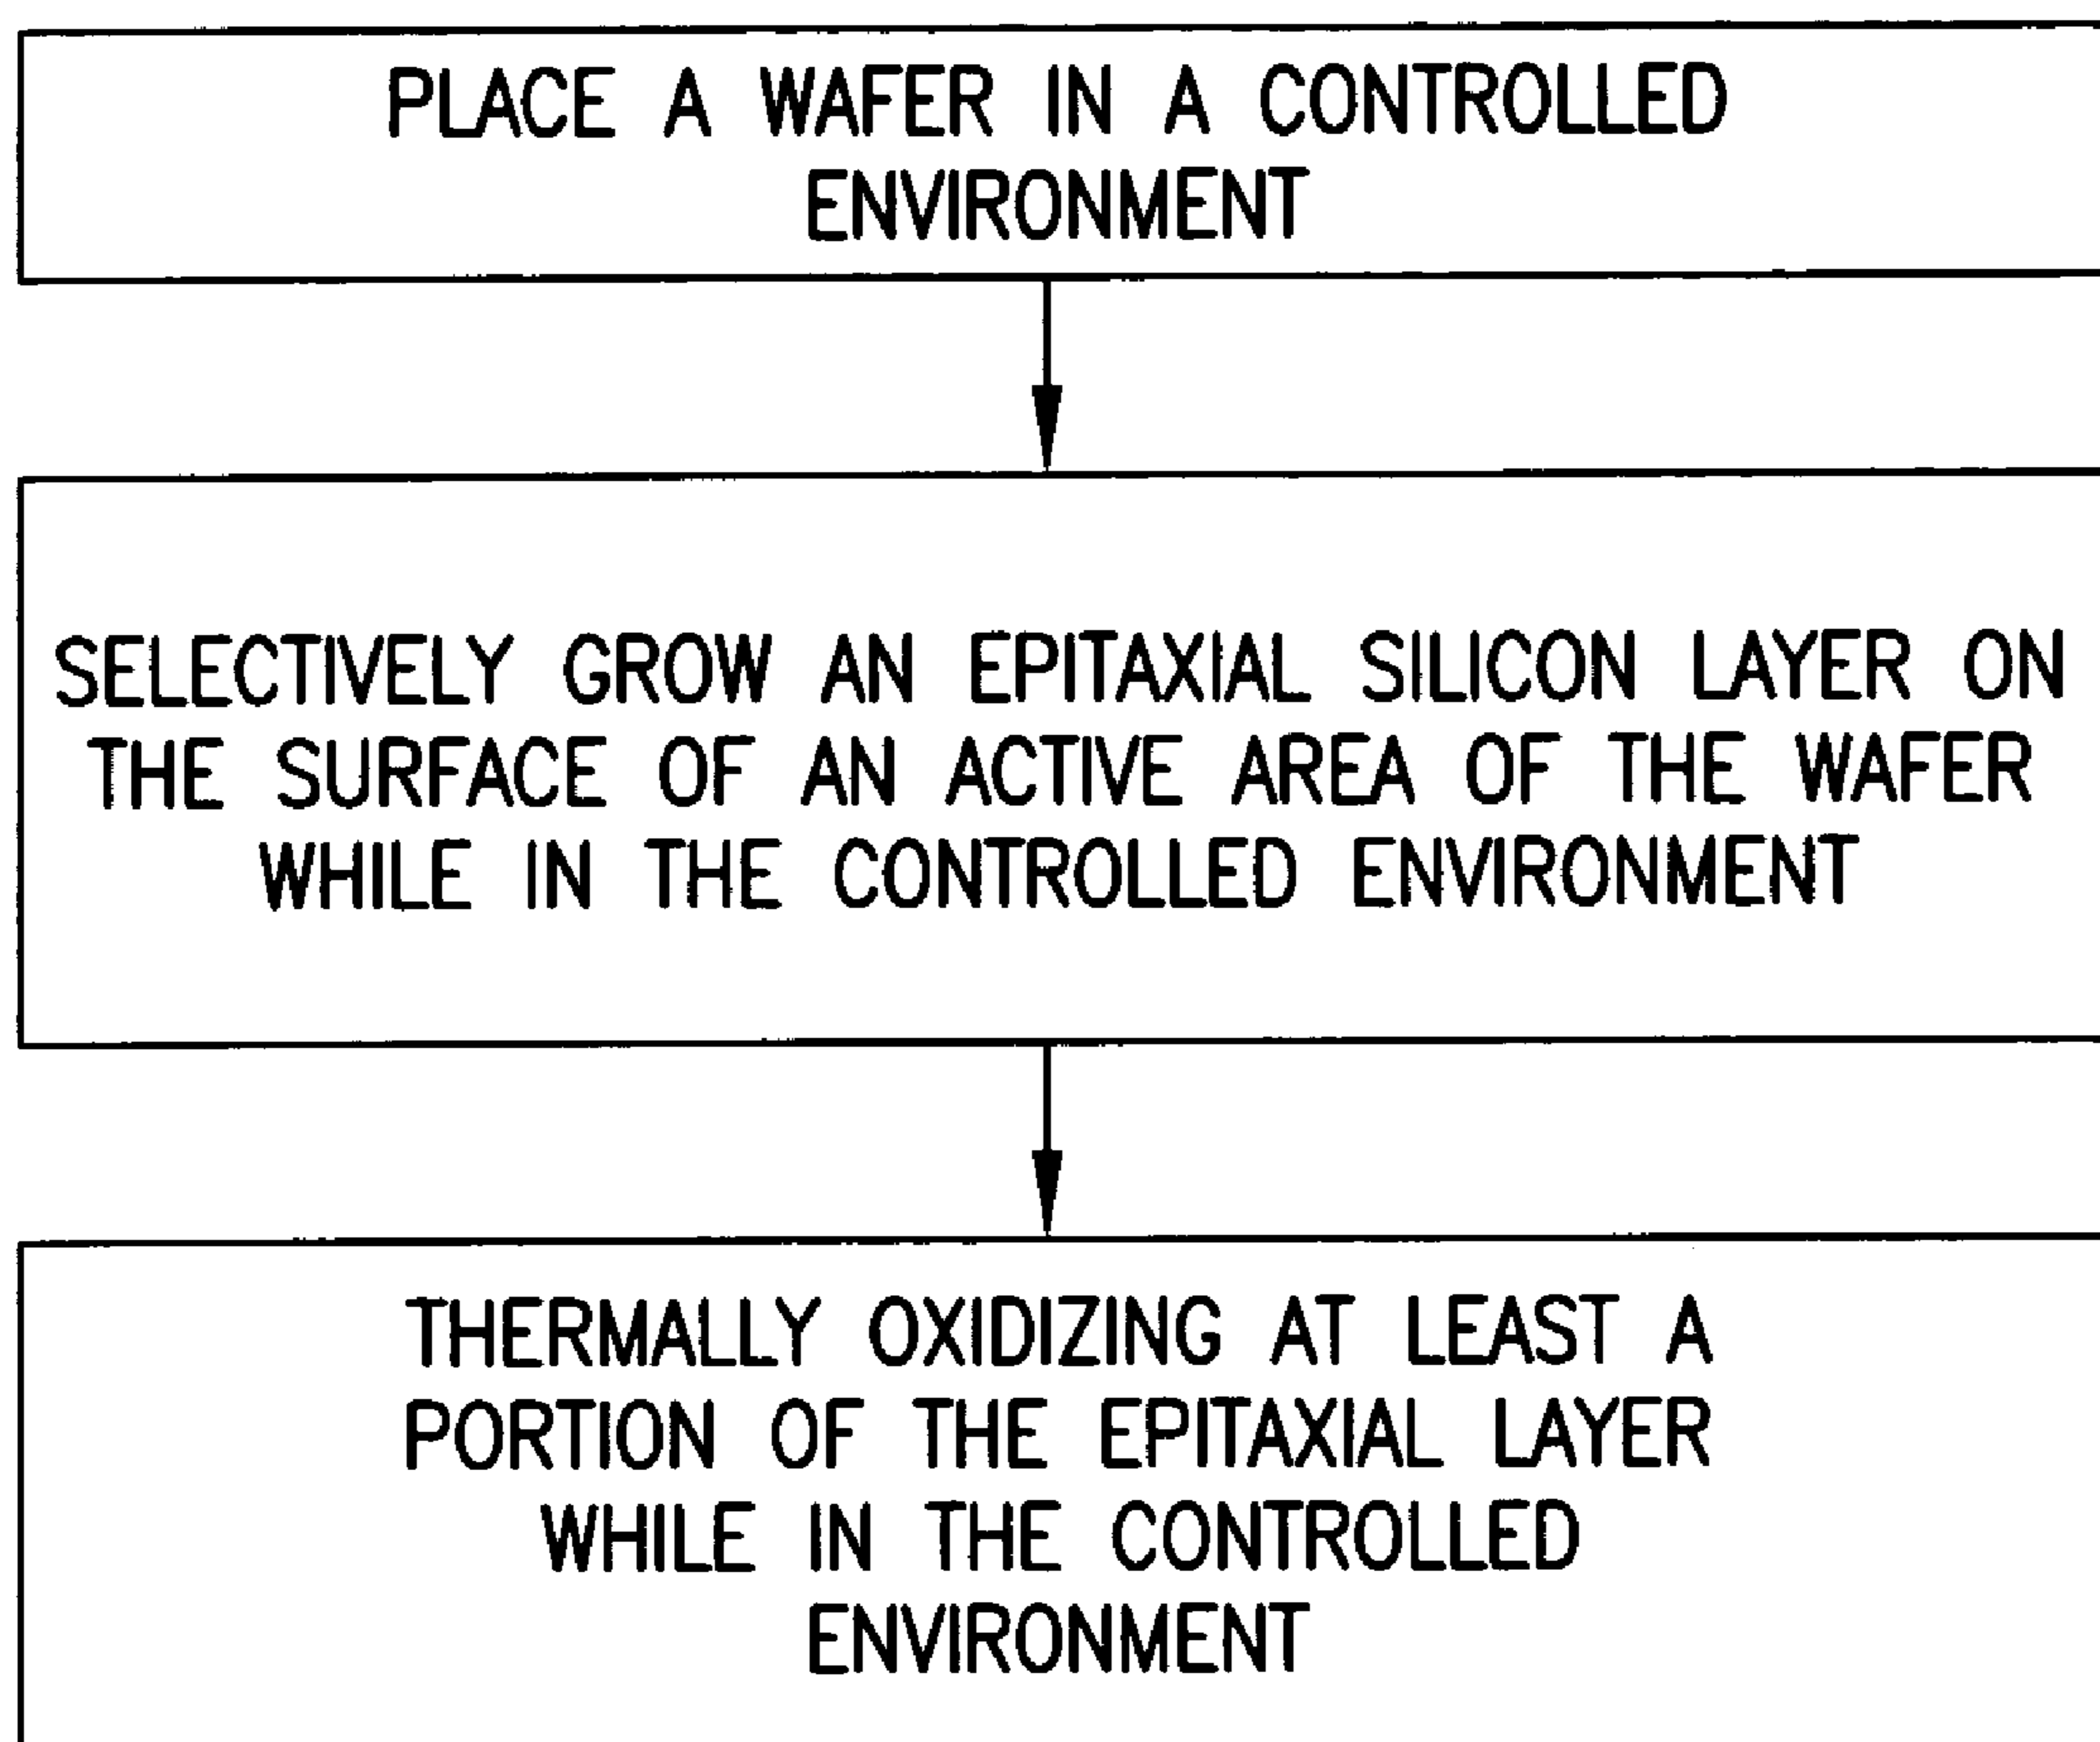 PLACE A WAFER IN A CONTROLLED
ENVIRONMENT
SELECTIVELY GROW AN EPITAXIAL SILICON LAYER ON
THE SURFACE OF AN ACTIVE AREA OF THE WAFER
WHILE IN THE CONTROLLED ENVIRONMENT
THERMALLY OXIDIZING AT LEAST A
PORTION OF THE EPITAXIAL LAYER
WHILE IN THE CONTROLLED
ENVIRONMENT